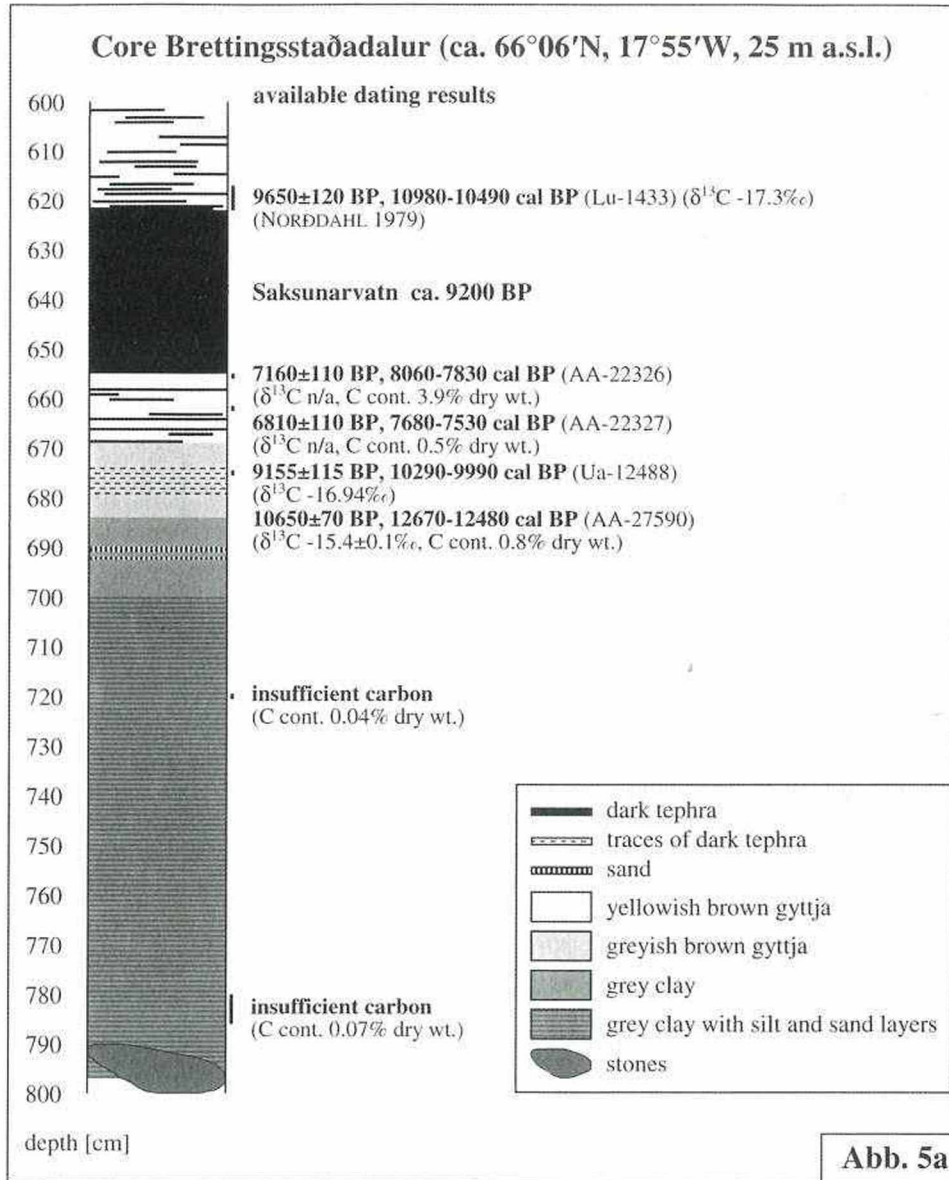 Core Brettingsstaðadalur (ca. 66°06′N, 17°55′W, 25 m a.s.l.)
available dating results
600
610
620
630
640
650
660
670
680
690
700
710
720
730
740
750
760
770
780
790
800
depth [cm]
9650±120 BP, 10980-10490 cal BP (Lu-1433) (δ¹³C -17.3‰)
(NORÐDAHL 1979)
Saksunarvatn ca. 9200 BP
7160±110 BP, 8060-7830 cal BP (AA-22326)
(δ¹³C n/a, C cont. 3.9% dry wt.)
6810±110 BP, 7680-7530 cal BP (AA-22327)
(δ¹³C n/a, C cont. 0.5% dry wt.)
9155±115 BP, 10290-9990 cal BP (Ua-12488)
(δ¹³C -16.94‰)
10650±70 BP, 12670-12480 cal BP (AA-27590)
(δ¹³C -15.4±0.1‰, C cont. 0.8% dry wt.)
insufficient carbon
(C cont. 0.04% dry wt.)
insufficient carbon
(C cont. 0.07% dry wt.)
dark tephra
traces of dark tephra
sand
yellowish brown gyttja
greyish brown gyttja
grey clay
grey clay with silt and sand layers
stones
Abb. 5a